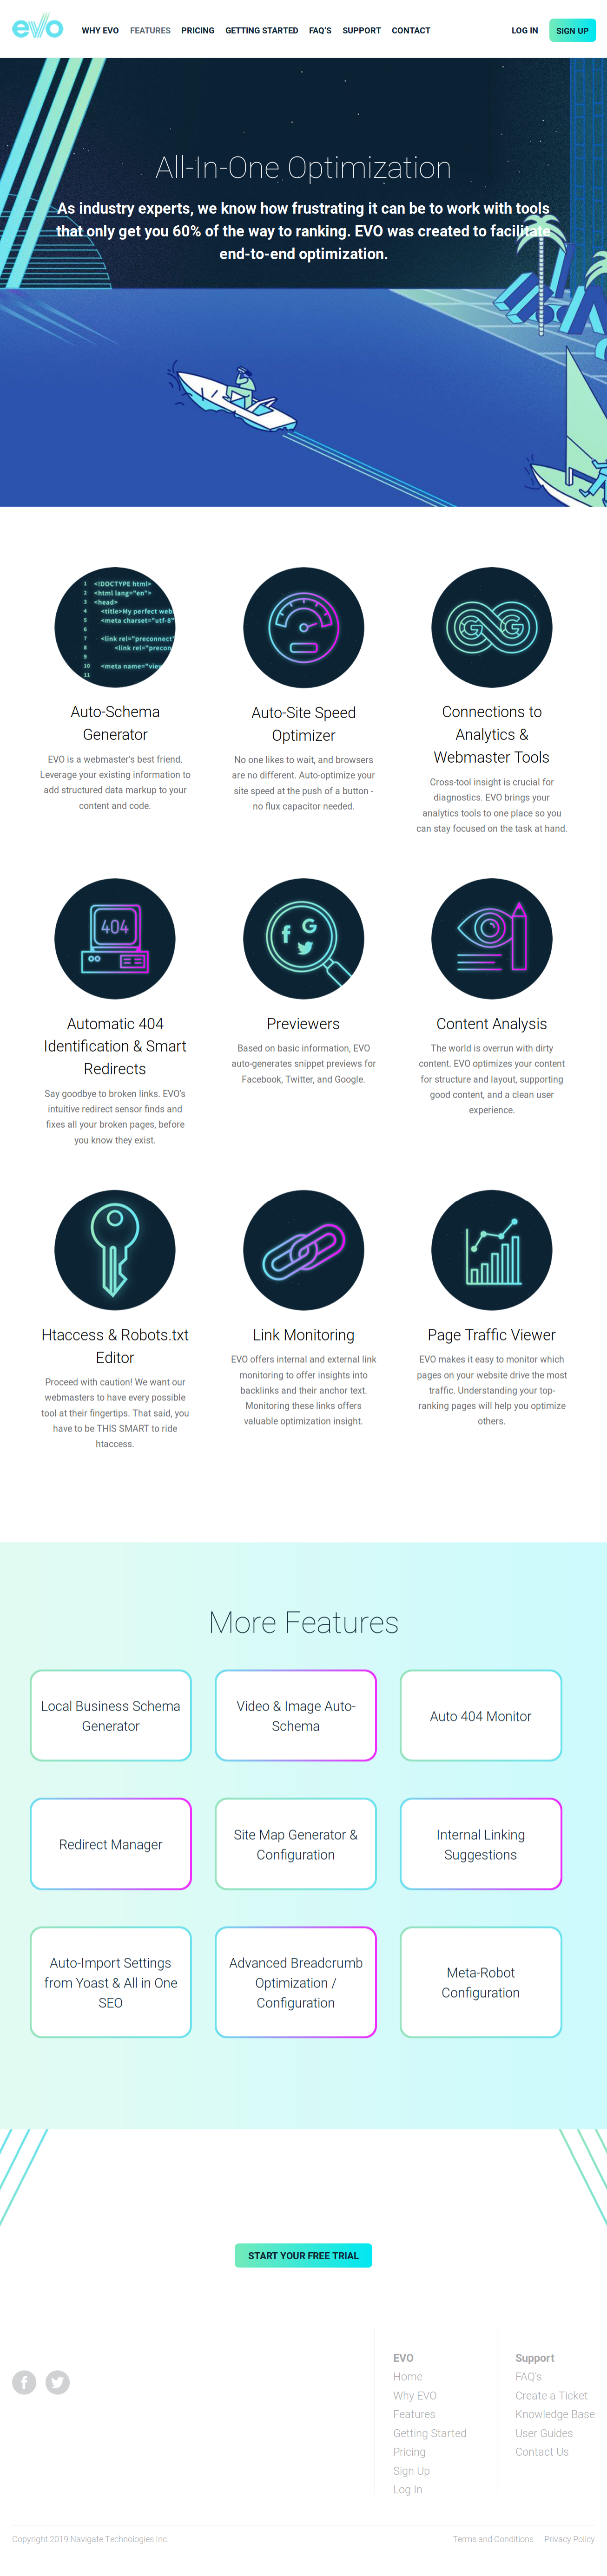 evo
WHY EVO FEATURES PRICING GETTING STARTED FAQ'S SUPPORT CONTACT LOG IN SIGN UP
All-In-One Optimization
As industry experts, we know how frustrating it can be to work with tools
that only get you 60% of the way to ranking. EVO was created to facilitate
end-to-end optimization.
1 <!DOCTYPE html>
2 <html lang="en">
3 <head>
4 <title>My perfect web
5 <meta charset="utf-8"
6
7 <link rel="preconnect"
8 <link rel="precon
9
10 <meta name="view
11
Auto-Schema
Generator
EVO is a webmaster's best friend.
Leverage your existing information to
add structured data markup to your
content and code.
Auto-Site Speed
Optimizer
No one likes to wait, and browsers
are no different. Auto-optimize your
site speed at the push of a button -
no flux capacitor needed.
G G
Connections to
Analytics &
Webmaster Tools
Cross-tool insight is crucial for
diagnostics. EVO brings your
analytics tools to one place so you
can stay focused on the task at hand.
404
Automatic 404
Identification & Smart
Redirects
Say goodbye to broken links. EVO's
intuitive redirect sensor finds and
fixes all your broken pages, before
you know they exist.
f G
Previewers
Based on basic information, EVO
auto-generates snippet previews for
Facebook, Twitter, and Google.
Content Analysis
The world is overrun with dirty
content. EVO optimizes your content
for structure and layout, supporting
good content, and a clean user
experience.
Htaccess & Robots.txt
Editor
Proceed with caution! We want our
webmasters to have every possible
tool at their fingertips. That said, you
have to be THIS SMART to ride
htaccess.
Link Monitoring
EVO offers internal and external link
monitoring to offer insights into
backlinks and their anchor text.
Monitoring these links offers
valuable optimization insight.
Page Traffic Viewer
EVO makes it easy to monitor which
pages on your website drive the most
traffic. Understanding your top-
ranking pages will help you optimize
others.
More Features
Local Business Schema
Generator
Video & Image Auto-
Schema
Auto 404 Monitor
Redirect Manager
Site Map Generator &
Configuration
Internal Linking
Suggestions
Auto-Import Settings
from Yoast & All in One
SEO
Advanced Breadcrumb
Optimization /
Configuration
Meta-Robot
Configuration
START YOUR FREE TRIAL
f
EVO
Home
Why EVO
Features
Getting Started
Pricing
Sign Up
Log In
Support
FAQ's
Create a Ticket
Knowledge Base
User Guides
Contact Us
Copyright 2019 Navigate Technologies Inc.
Terms and Conditions Privacy Policy